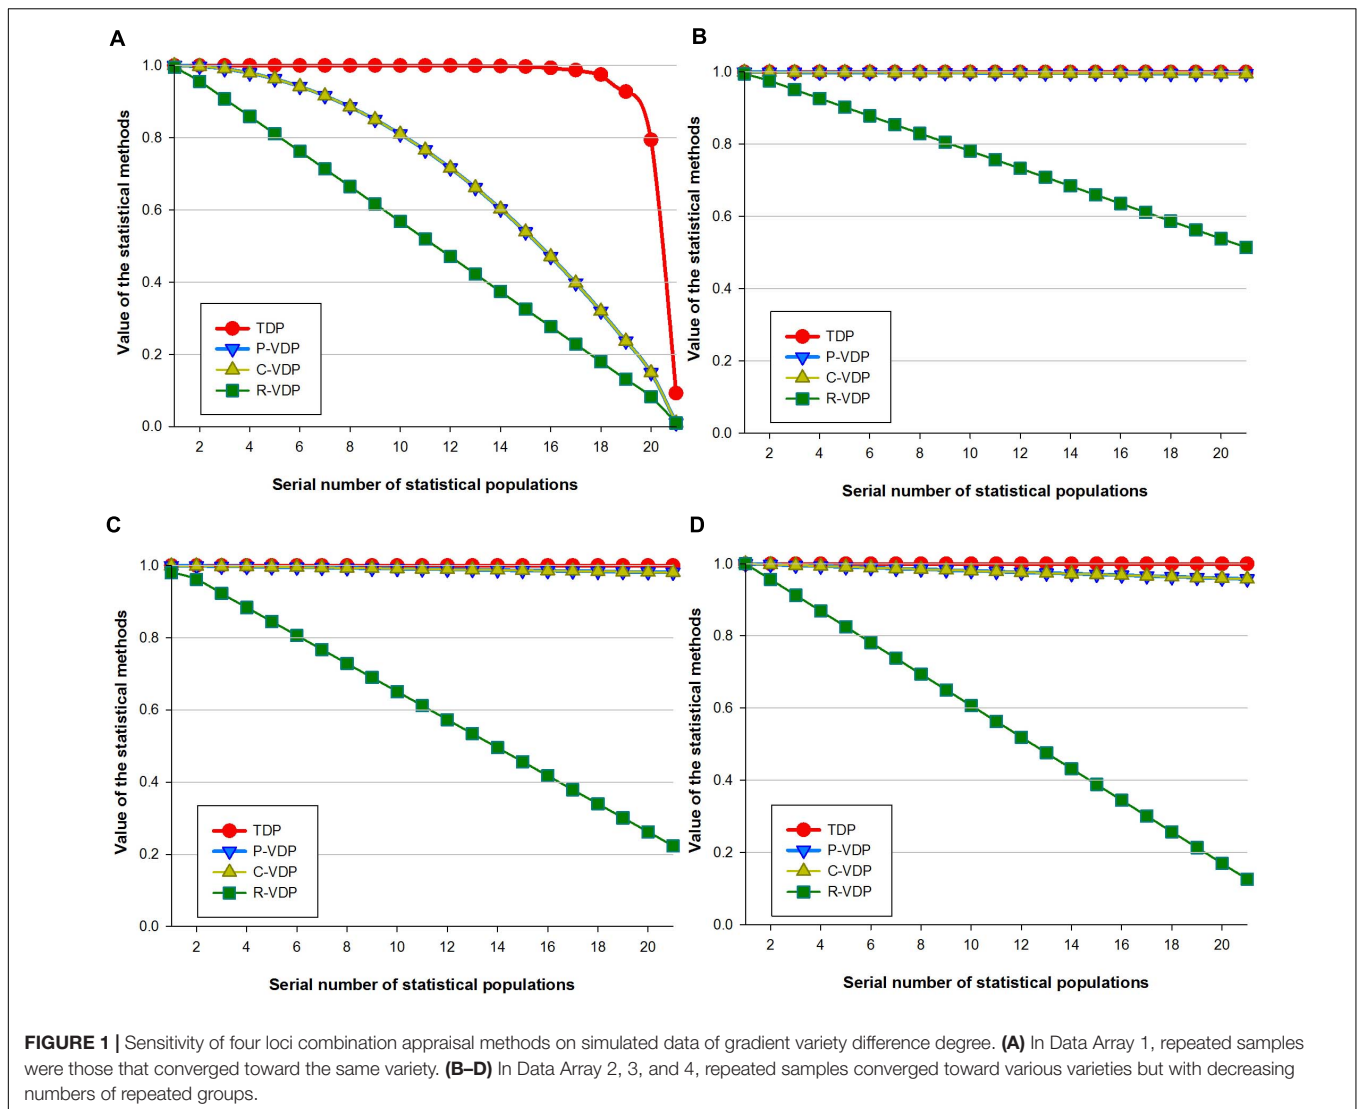 A
1.0
0.8
0.6
0.4
0.2
0.0
Value of the statistical methods
TDP
P-VDP
C-VDP
R-VDP
2 4 6 8 10 12 14 16 18 20
Serial number of statistical populations
B
1.0
0.8
0.6
0.4
0.2
0.0
Value of the statistical methods
TDP
P-VDP
C-VDP
R-VDP
2 4 6 8 10 12 14 16 18 20
Serial number of statistical populations
C
1.0
0.8
0.6
0.4
0.2
0.0
Value of the statistical methods
TDP
P-VDP
C-VDP
R-VDP
2 4 6 8 10 12 14 16 18 20
Serial number of statistical populations
D
1.0
0.8
0.6
0.4
0.2
0.0
Value of the statistical methods
TDP
P-VDP
C-VDP
R-VDP
2 4 6 8 10 12 14 16 18 20
Serial number of statistical populations
FIGURE 1 | Sensitivity of four loci combination appraisal methods on simulated data of gradient variety difference degree. (A) In Data Array 1, repeated samples
were those that converged toward the same variety. (B–D) In Data Array 2, 3, and 4, repeated samples converged toward various varieties but with decreasing
numbers of repeated groups.